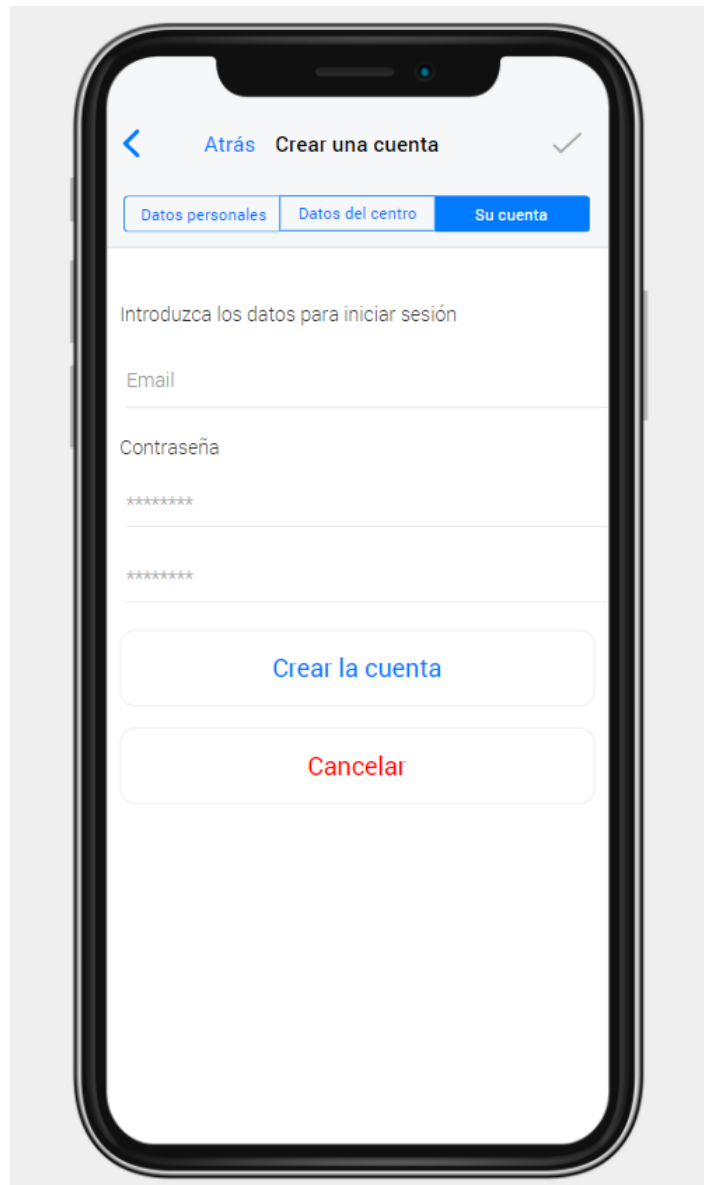 Atrás Crear una cuenta
Datos personales Datos del centro Su cuenta
Introduzca los datos para iniciar sesión
Email
Contraseña
********
********
Crear la cuenta
Cancelar